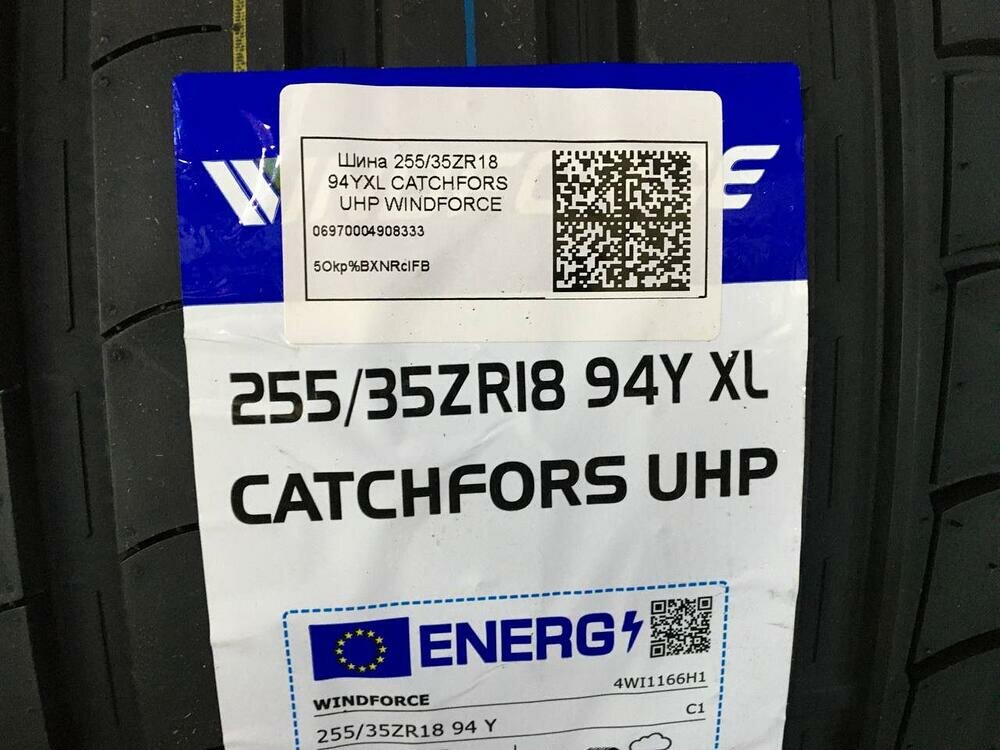 Шина 255/35ZR18
94YXL CATCHFORS
UHP WINDFORCE
06970004908333
5Okp%BXNRcIFB
255/35ZR18 94Y XL
CATCHFORS UHP
ENERG
WINDFORCE 4WI1166H1
255/35ZR18 94 Y C1